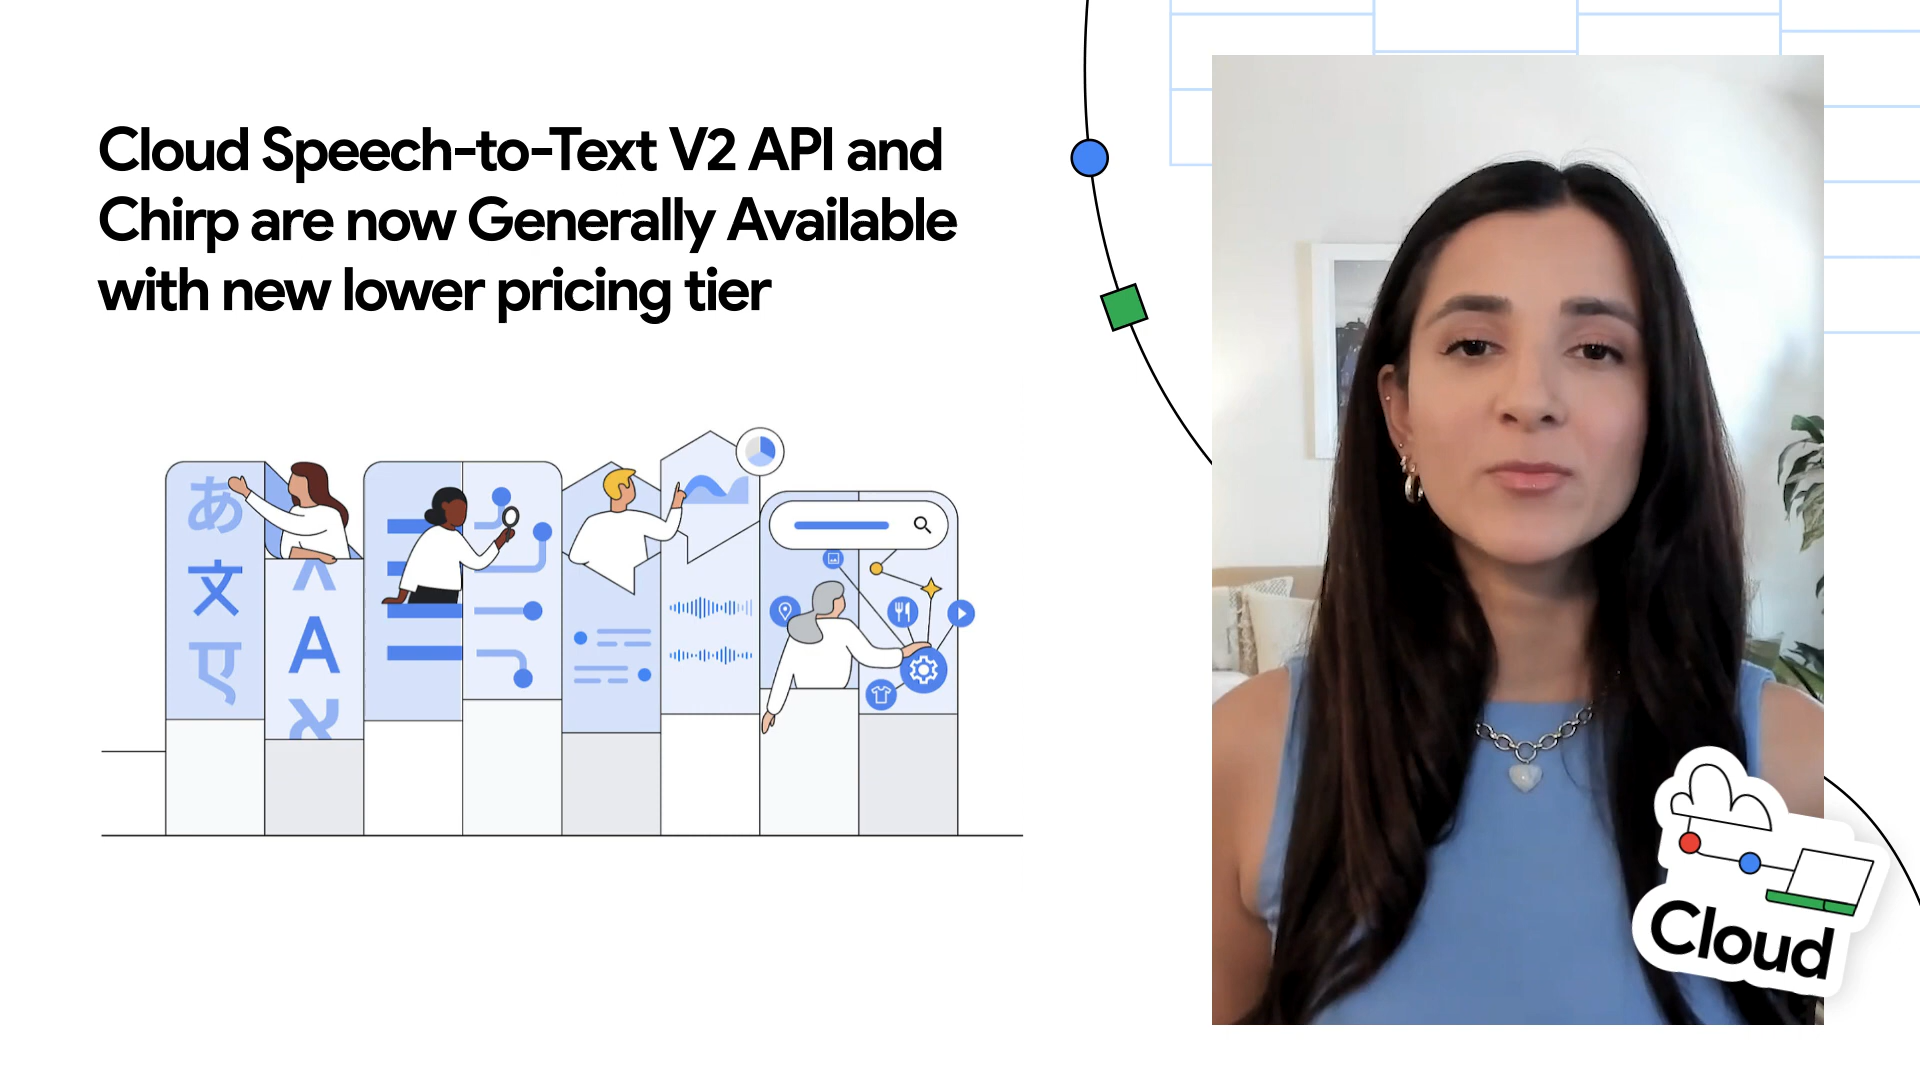 Cloud Speech-to-Text V2 API and
Chirp are now Generally Available
with new lower pricing tier
あ
文
ए
A
א
Cloud